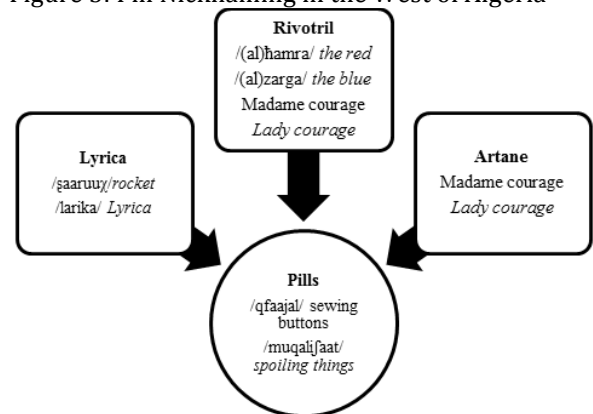 Figure Pill Nicknaming in the West of Algeria
Rivotril
/(al)ħamra/ the red
/(al)zarga/ the blue
Madame courage
Lady courage
Lyrica
/ṣaaruuχ/rocket
/larika/ Lyrica
Artane
Madame courage
Lady courage
Pills
/qfaajal/ sewing
buttons
/muqaliʃaat/
spoiling things